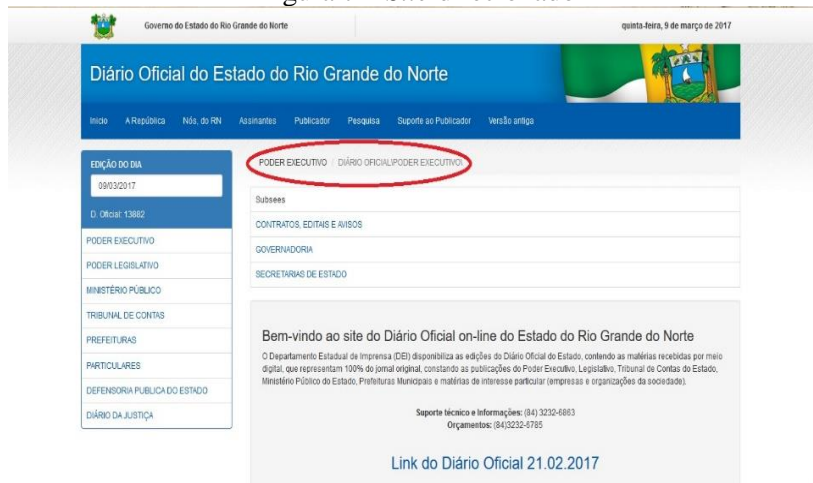 Governo do Estado do Rio Grande do Norte
quinta-feira, 9 de março de 2017
Diário Oficial do Estado do Rio Grande do Norte
Inicio A República Nós, do RN Assinantes Publicador Pesquisa Suporte ao Publicador Versão antiga
EDIÇÃO DO DIA
09/03/2017
D. Oficial: 13882
PODER EXECUTIVO
PODER LEGISLATIVO
MINISTÉRIO PÚBLICO
TRIBUNAL DE CONTAS
PREFEITURAS
PARTICULARES
DEFENSORIA PUBLICA DO ESTADO
DIÁRIO DA JUSTIÇA
PODER EXECUTIVO / DIÁRIO OFICIAL\PODER EXECUTIVO\
Subsees
CONTRATOS, EDITAIS E AVISOS
GOVERNADORIA
SECRETARIAS DE ESTADO
Bem-vindo ao site do Diário Oficial on-line do Estado do Rio Grande do Norte
O Departamento Estadual de Imprensa (DEI) disponibiliza as edições do Diário Oficial do Estado, contendo as matérias recebidas por meio
digital, que representam 100% do jornal original, constando as publicações do Poder Executivo, Legislativo, Tribunal de Contas do Estado,
Ministério Público do Estado, Prefeituras Municipais e matérias de interesse particular (empresas e organizações da sociedade).
Suporte técnico e Informações: (84) 3232-6863
Orçamentos: (84)3232-6785
Link do Diário Oficial 21.02.2017